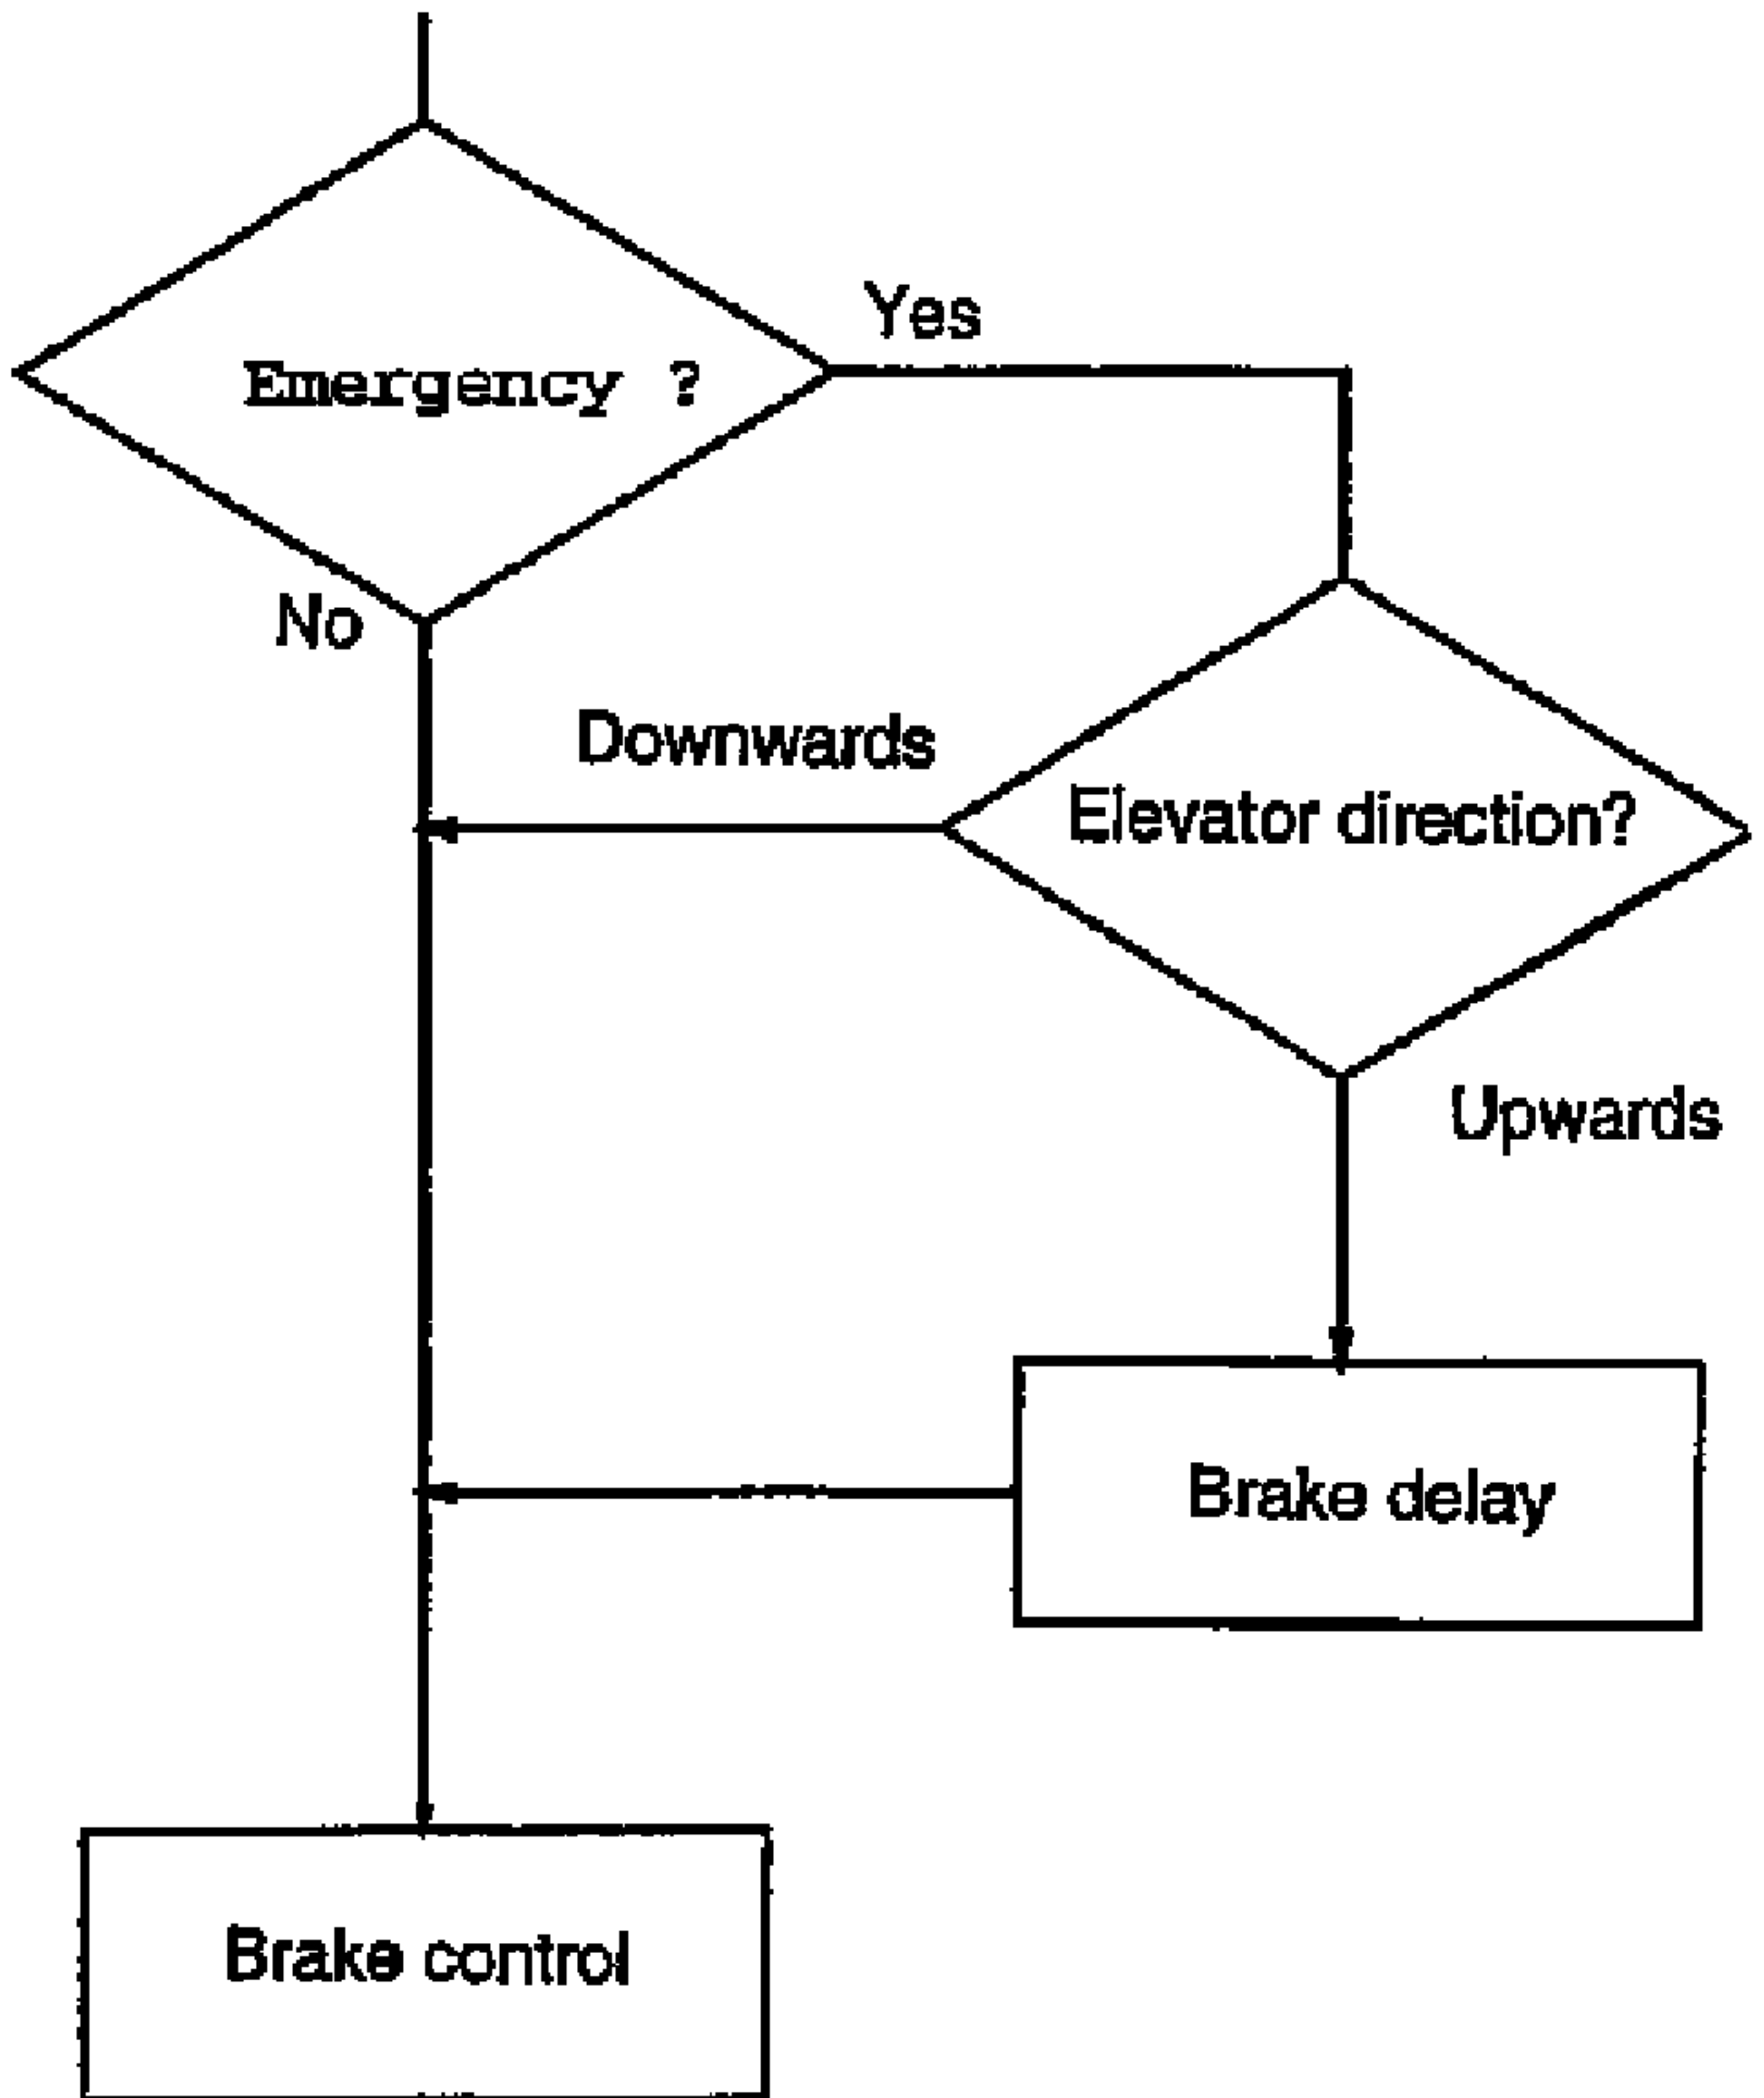 Yes
Emergency ?
No
Downwards
Elevator direction?
Upwards
Brake delay
Brake control